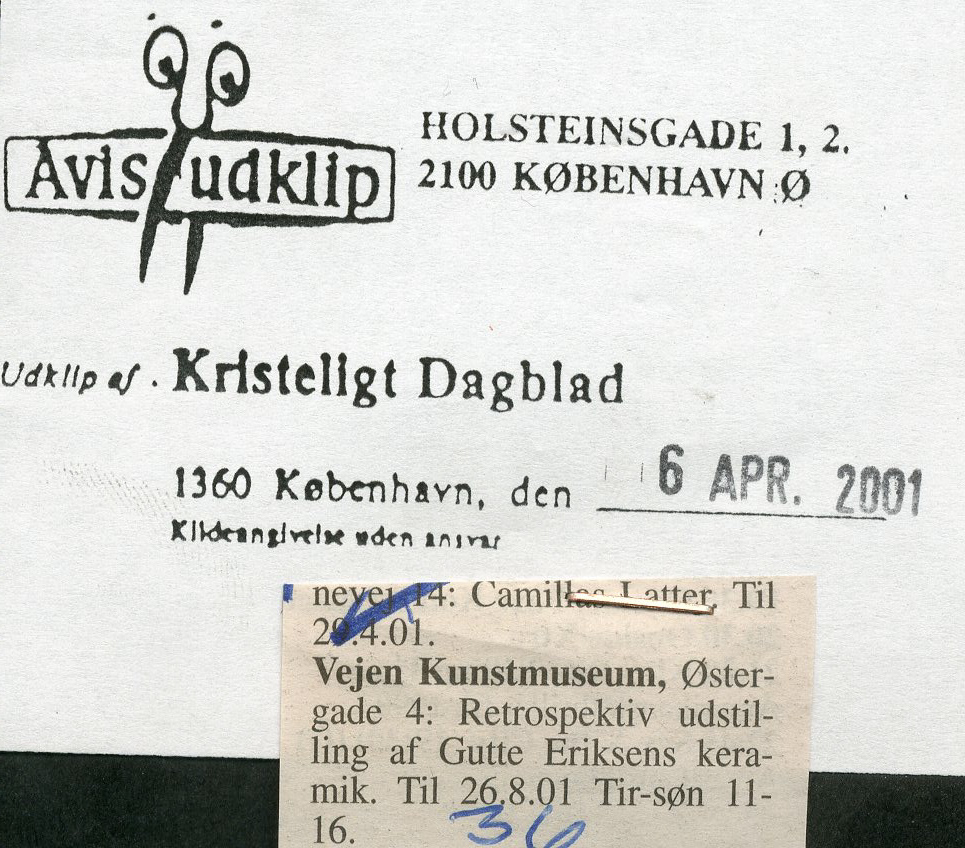 Avisudklip
HOLSTEINSGADE 1, 2.
2100 KØBENHAVN Ø
Udklip af. Kristeligt Dagblad
1360 København, den 6 APR. 2001
Kildeangivelse uden ansvar
nevej 14: Camillas Latter. Til
29.4.01.
Vejen Kunstmuseum, Øster-
gade 4: Retrospektiv udstil-
ling af Gutte Eriksens kera-
mik. Til 26.8.01 Tir-søn 11-
16.
36